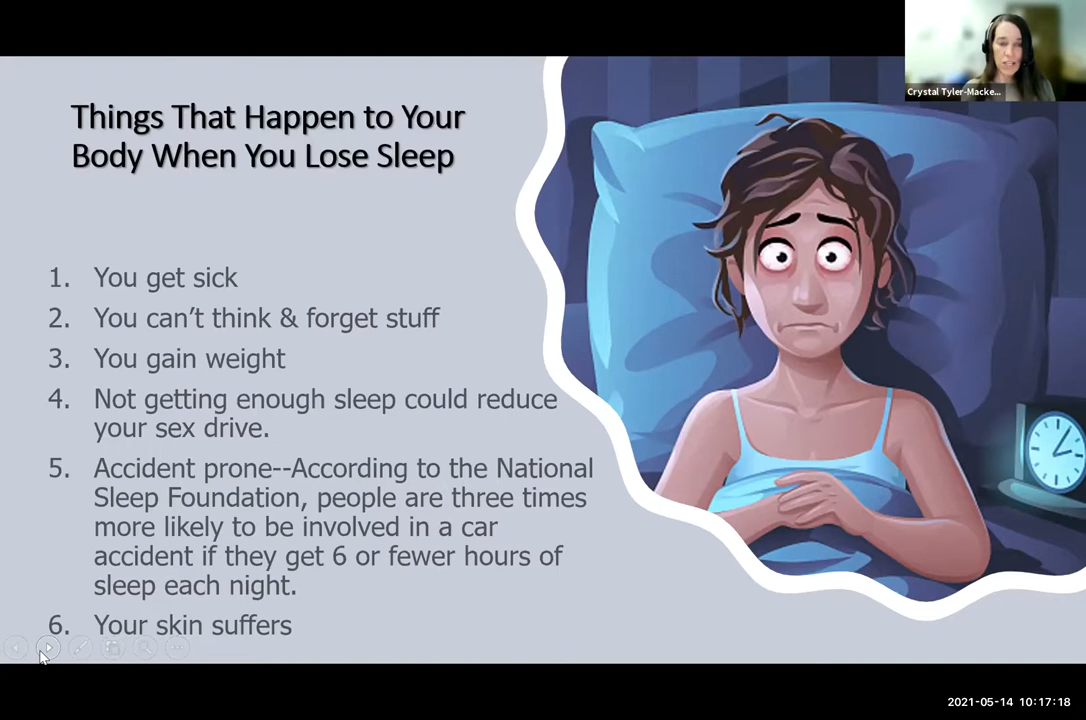 Crystal Tyler-Macke...
Things That Happen to Your
Body When You Lose Sleep
1. You get sick
2. You can't think & forget stuff
3. You gain weight
4. Not getting enough sleep could reduce
your sex drive.
5. Accident prone--According to the National
Sleep Foundation, people are three times
more likely to be involved in a car
accident if they get 6 or fewer hours of
sleep each night.
6. Your skin suffers
2021-05-14 10:17:18